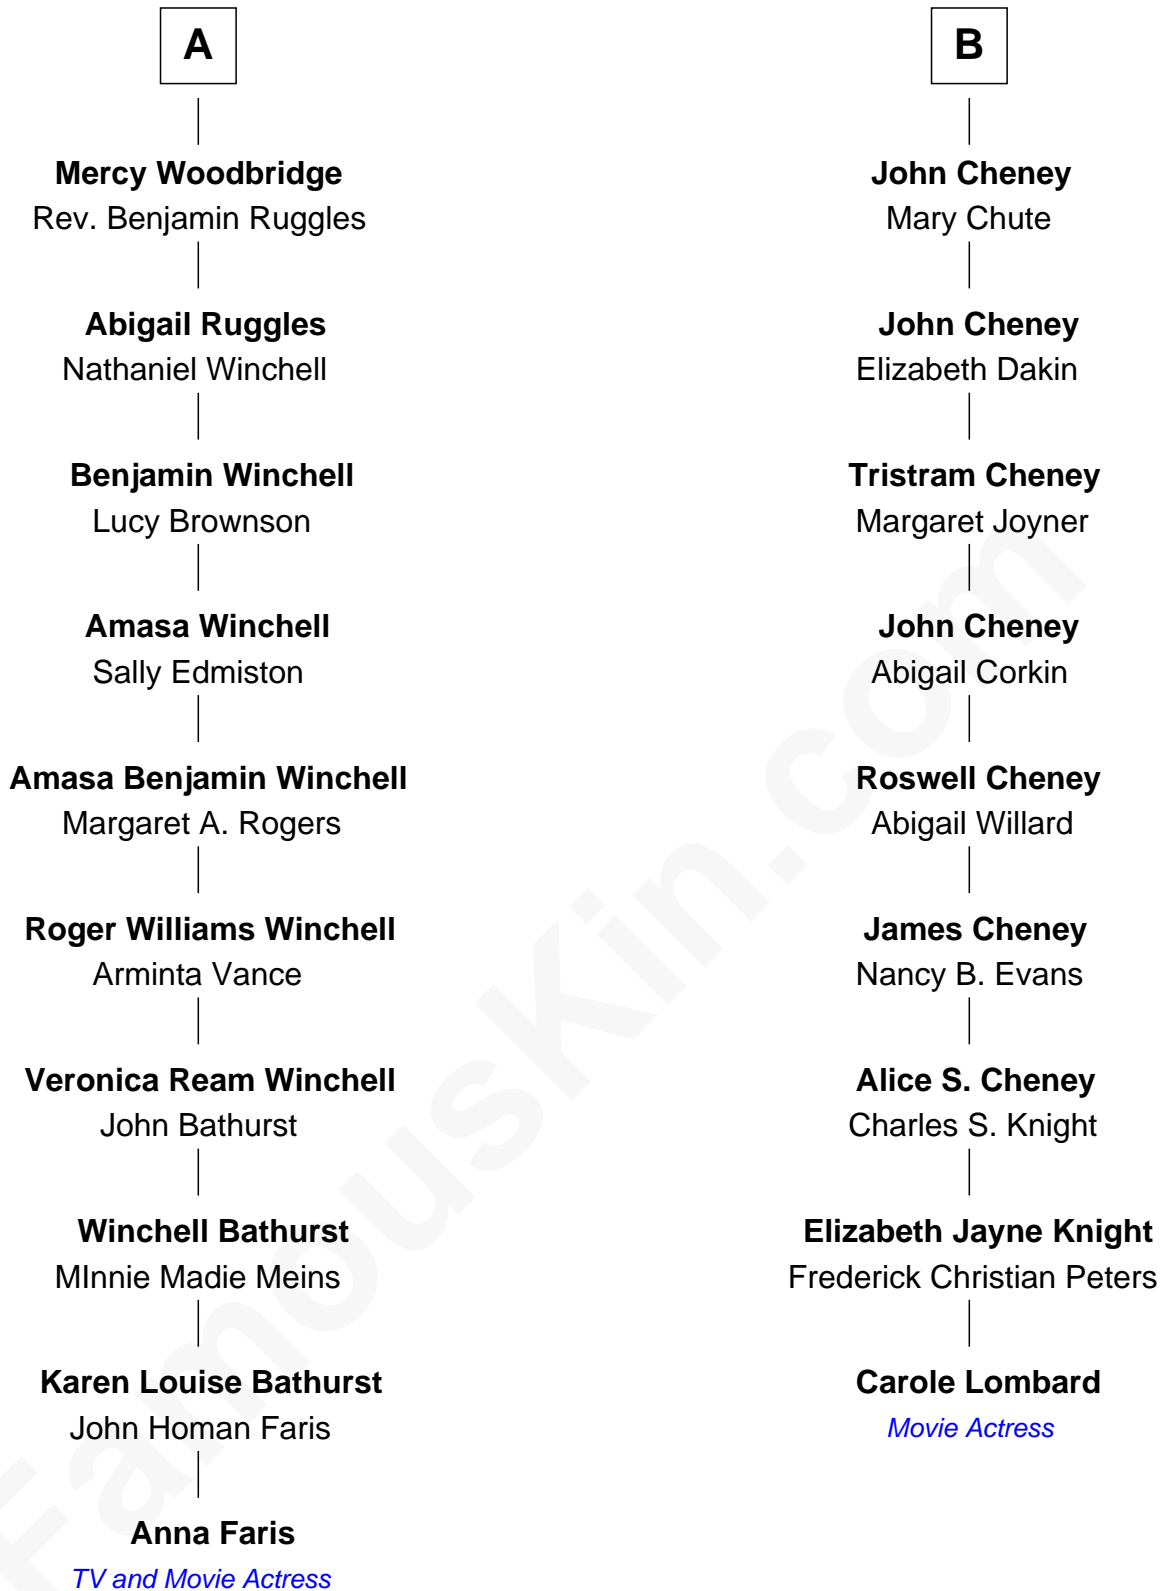 A
Mercy Woodbridge
Rev. Benjamin Ruggles
Abigail Ruggles
Nathaniel Winchell
Benjamin Winchell
Lucy Brownson
Amasa Winchell
Sally Edmiston
Amasa Benjamin Winchell
Margaret A. Rogers
Roger Williams Winchell
Arminta Vance
Veronica Ream Winchell
John Bathurst
Winchell Bathurst
MInnie Madie Meins
Karen Louise Bathurst
John Homan Faris
Anna Faris
TV and Movie Actress
B
John Cheney
Mary Chute
John Cheney
Elizabeth Dakin
Tristram Cheney
Margaret Joyner
John Cheney
Abigail Corkin
Roswell Cheney
Abigail Willard
James Cheney
Nancy B. Evans
Alice S. Cheney
Charles S. Knight
Elizabeth Jayne Knight
Frederick Christian Peters
Carole Lombard
Movie Actress
FamousKin.com